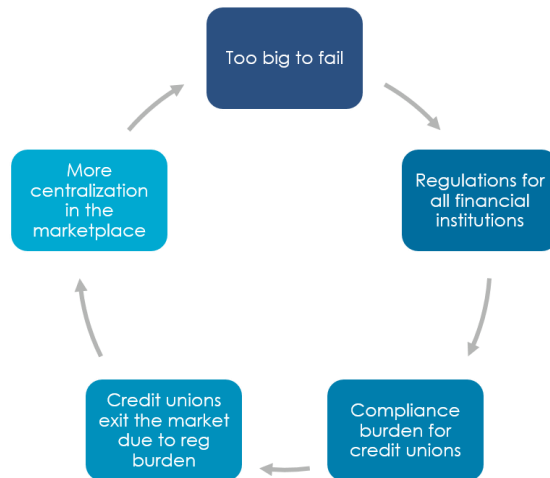 Too big to fail
Regulations for
all financial
institutions
Compliance
burden for
credit unions
Credit unions
exit the market
due to reg
burden
More
centralization
in the
marketplace